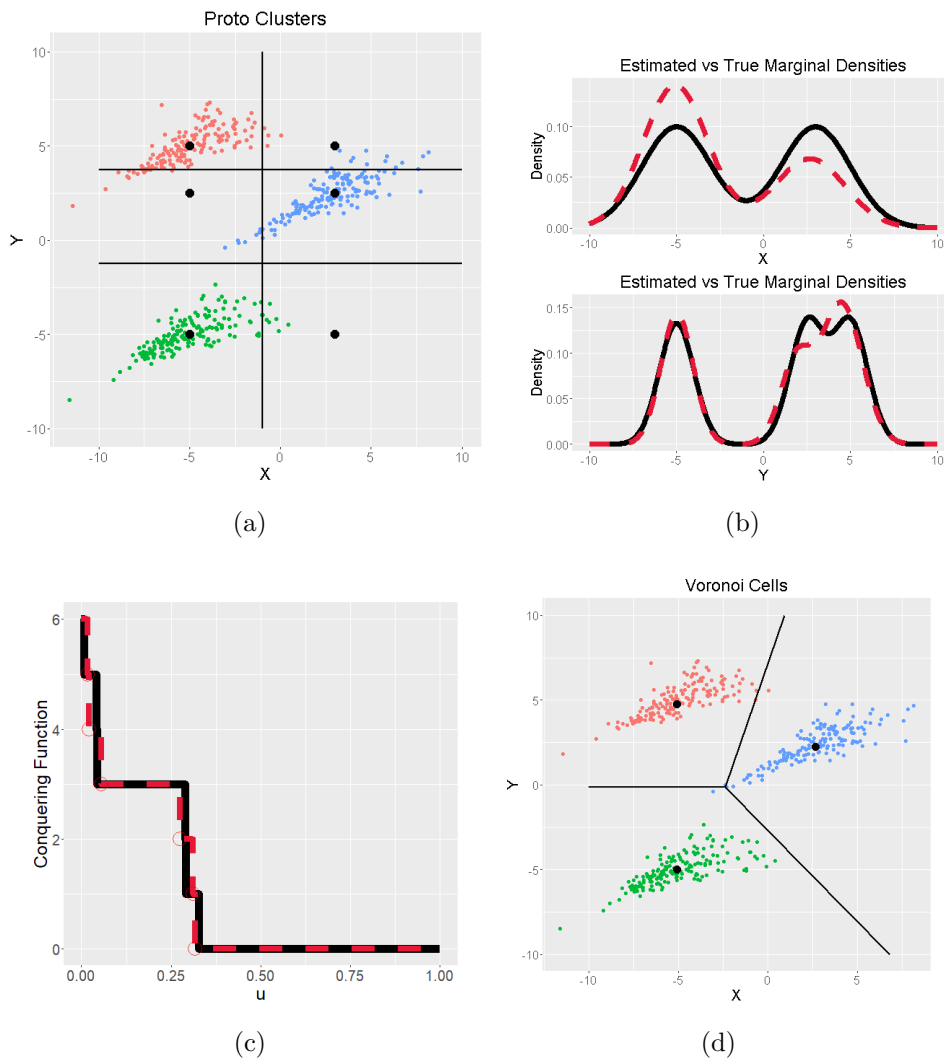 Proto Clusters
10
5
0
-5
-10
Y
-10
-5
0
5
10
X
(a)
Estimated vs True Marginal Densities
0.10
0.05
0.00
Density
-10
-5
0
5
10
X
Estimated vs True Marginal Densities
0.15
0.10
0.05
0.00
Density
-10
-5
0
5
10
Y
(b)
6
4
2
0
Conquering Function
0.00
0.25
0.50
0.75
1.00
u
(c)
Voronoi Cells
10
5
0
-5
-10
Y
-10
-5
0
5
X
(d)